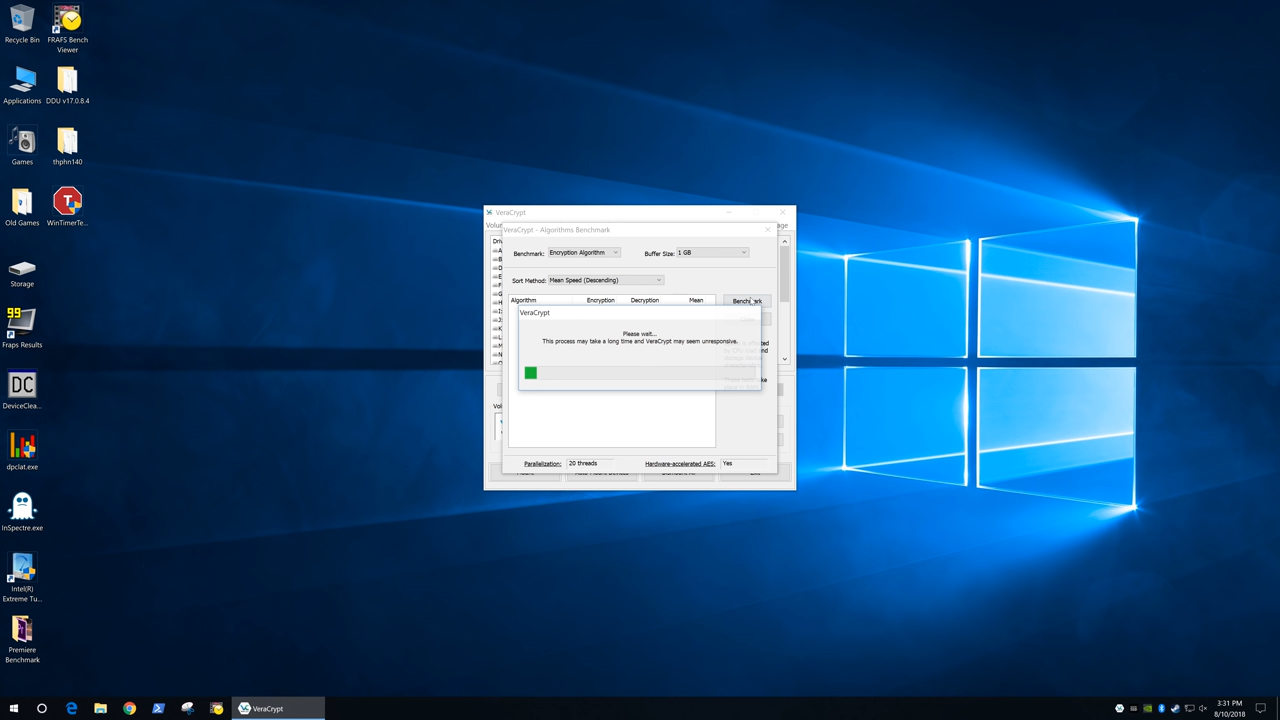 Recycle Bin
FRAFS Bench
Viewer
Applications
DDU v17.0.8.4
Games
thphn140
Old Games
WinTimerTe...
Storage
99
Fraps Results
DC
DeviceClea...
dpclat.exe
InSpectre.exe
Intel(R)
Extreme Tu...
Premiere
Benchmark
VeraCrypt
VeraCrypt - Algorithms Benchmark
Benchmark:
Encryption Algorithm
Buffer Size:
1 GB
Sort Method:
Mean Speed (Descending)
Algorithm
Encryption
Decryption
Mean
Benchmark
VeraCrypt
Please wait...
This process may take a long time and VeraCrypt may seem unresponsive.
Parallelization:
20 threads
Hardware-accelerated AES:
Yes
VeraCrypt
3:31 PM
8/10/2018